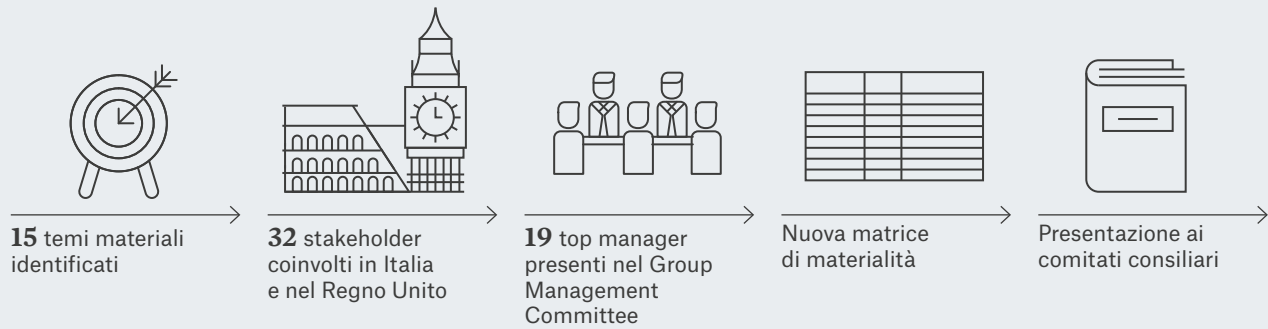 15 temi materiali
identificati
32 stakeholder
coinvolti in Italia
e nel Regno Unito
19 top manager
presenti nel Group
Management
Committee
Nuova matrice
di materialità
Presentazione ai
comitati consiliari